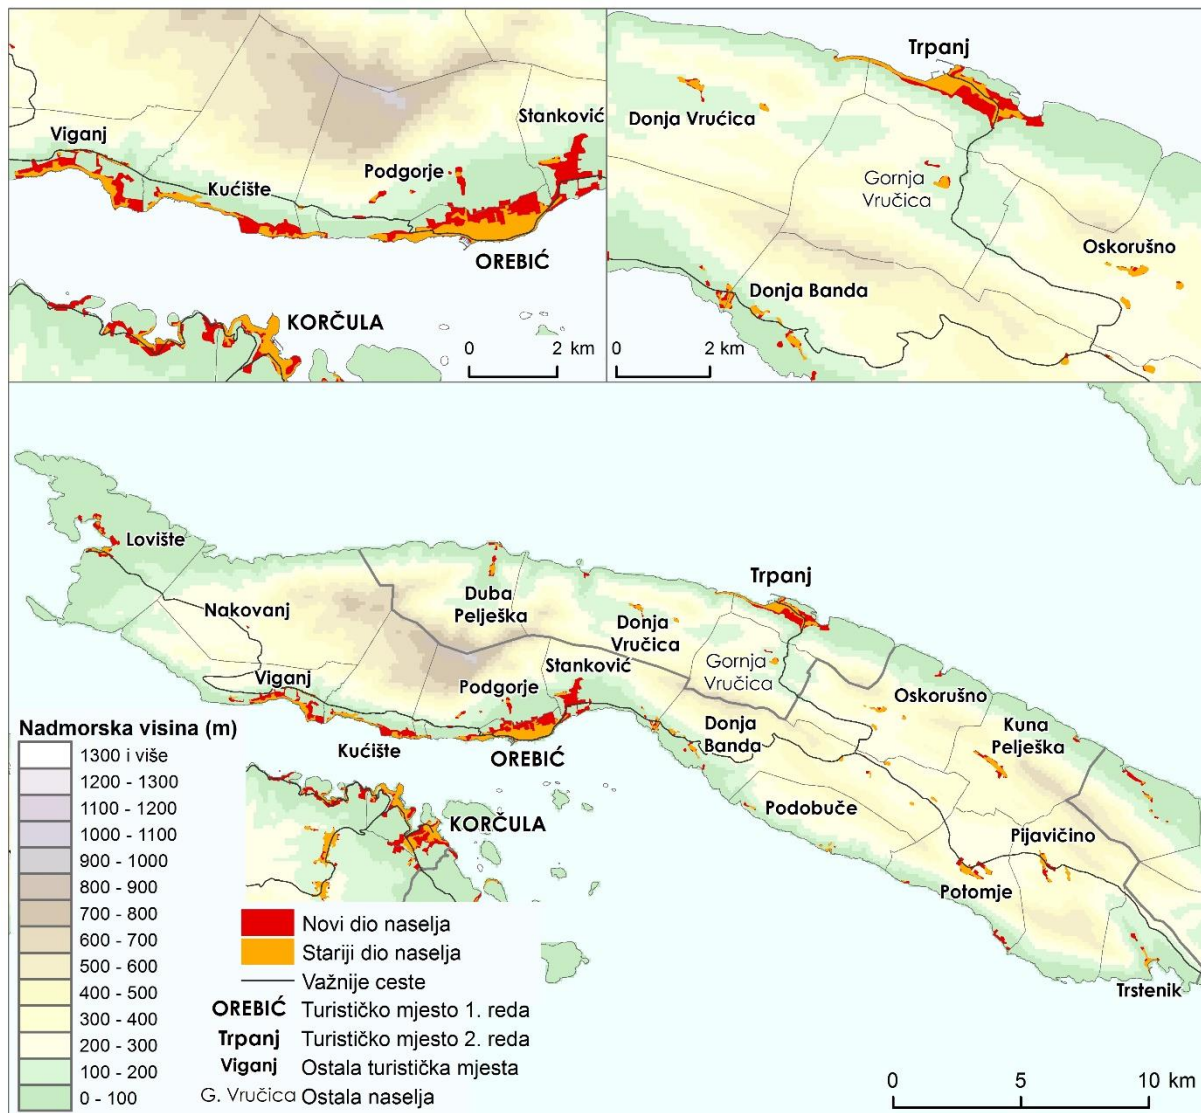 Viganj
Kućište
Podgorje
Stanković
OREBIĆ
KORČULA
0 2 km
Trpanj
Donja Vrućica
Gornja
Vručica
Oskorušno
Donja Banda
0 2 km
Lovište
Nakovanj
Duba
Pelješka
Donja
Vručica
Trpanj
Gornja
Vručica
Stanković
Viganj
Podgorje
Oskorušno
Kuna
Pelješka
Kućište
OREBIĆ
Donja
Banda
Podobuče
KORČULA
Pijavičino
Potomje
Trstenik
Nadmorska visina (m)
1300 i više
1200 - 1300
1100 - 1200
1000 - 1100
900 - 1000
800 - 900
700 - 800
600 - 700
500 - 600
400 - 500
300 - 400
200 - 300
100 - 200
0 - 100
Novi dio naselja
Stariji dio naselja
Važnije ceste
OREBIĆ Turističko mjesto 1. reda
Trpanj Turističko mjesto 2. reda
Viganj Ostala turistička mjesta
G. Vručica Ostala naselja
0 5 10 km